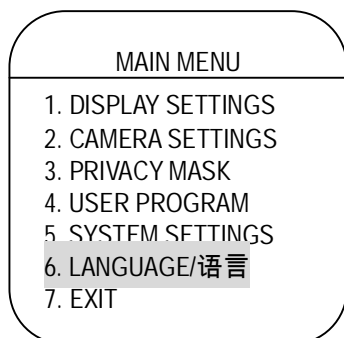 MAIN MENU
1. DISPLAY SETTINGS
2. CAMERA SETTINGS
3. PRIVACY MASK
4. USER PROGRAM
5. SYSTEM SETTINGS
6. LANGUAGE/语言
7. EXIT